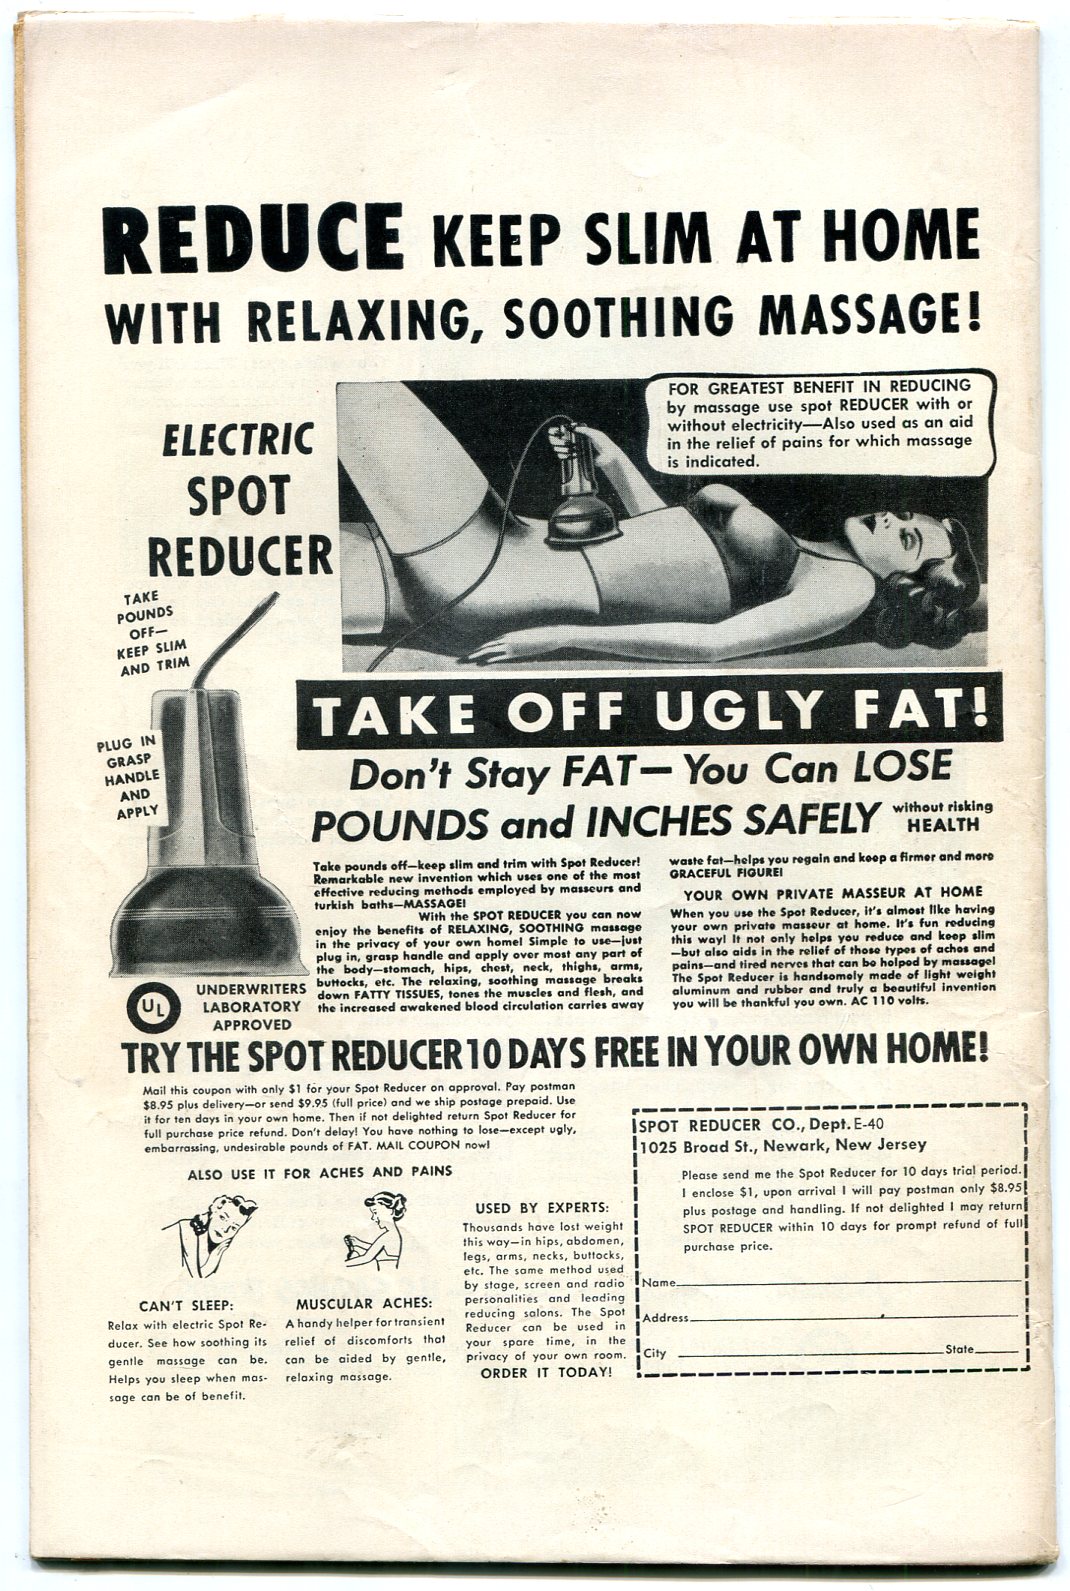 REDUCE KEEP SLIM AT HOME
WITH RELAXING, SOOTHING MASSAGE!
FOR GREATEST BENEFIT IN REDUCING
by massage use spot REDUCER with or
without electricity—Also used as an aid
in the relief of pains for which massage
is indicated.
ELECTRIC
SPOT
REDUCER
TAKE
POUNDS
OFF—
KEEP SLIM
AND TRIM
PLUG IN
GRASP
HANDLE
AND
APPLY
UL
UNDERWRITERS
LABORATORY
APPROVED
TAKE OFF UGLY FAT!
Don't Stay FAT—You Can LOSE
POUNDS and INCHES SAFELY without risking
HEALTH
Take pounds off—keep slim and trim with Spot Reducer!
Remarkable new invention which uses one of the most
effective reducing methods employed by masseurs and
turkish baths—MASSAGE!
With the SPOT REDUCER you can now
enjoy the benefits of RELAXING, SOOTHING massage
in the privacy of your own home! Simple to use—just
plug in, grasp handle and apply over most any part of
the body—stomach, hips, chest, neck, thighs, arms,
buttocks, etc. The relaxing, soothing massage breaks
down FATTY TISSUES, tones the muscles and flesh, and
the increased awakened blood circulation carries away
waste fat—helps you regain and keep a firmer and more
GRACEFUL FIGURE!
YOUR OWN PRIVATE MASSEUR AT HOME
When you use the Spot Reducer, it's almost like having
your own private masseur at home. It's fun reducing
this way! It not only helps you reduce and keep slim
—but also aids in the relief of those types of aches and
pains—and tired nerves that can be helped by massage!
The Spot Reducer is handsomely made of light weight
aluminum and rubber and truly a beautiful invention
you will be thankful you own. AC 110 volts.
TRY THE SPOT REDUCER 10 DAYS FREE IN YOUR OWN HOME!
Mail this coupon with only $1 for your Spot Reducer on approval. Pay postman
$8.95 plus delivery—or send $9.95 (full price) and we ship postage prepaid. Use
it for ten days in your own home. Then if not delighted return Spot Reducer for
full purchase price refund. Don't delay! You have nothing to lose—except ugly,
embarrassing, undesirable pounds of FAT. MAIL COUPON now!
ALSO USE IT FOR ACHES AND PAINS
CAN'T SLEEP:
Relax with electric Spot Re-
ducer. See how soothing its
gentle massage can be.
Helps you sleep when mas-
sage can be of benefit.
MUSCULAR ACHES:
A handy helper for transient
relief of discomforts that
can be aided by gentle,
relaxing massage.
USED BY EXPERTS:
Thousands have lost weight
this way—in hips, abdomen,
legs, arms, necks, buttocks,
etc. The same method used
by stage, screen and radio
personalities and leading
reducing salons. The Spot
Reducer can be used in
your spare time, in the
privacy of your own room.
ORDER IT TODAY!
SPOT REDUCER CO., Dept. E-40
1025 Broad St., Newark, New Jersey
Please send me the Spot Reducer for 10 days trial period.
I enclose $1, upon arrival I will pay postman only $8.95
plus postage and handling. If not delighted I may return
SPOT REDUCER within 10 days for prompt refund of full
purchase price.
Name
Address
City State